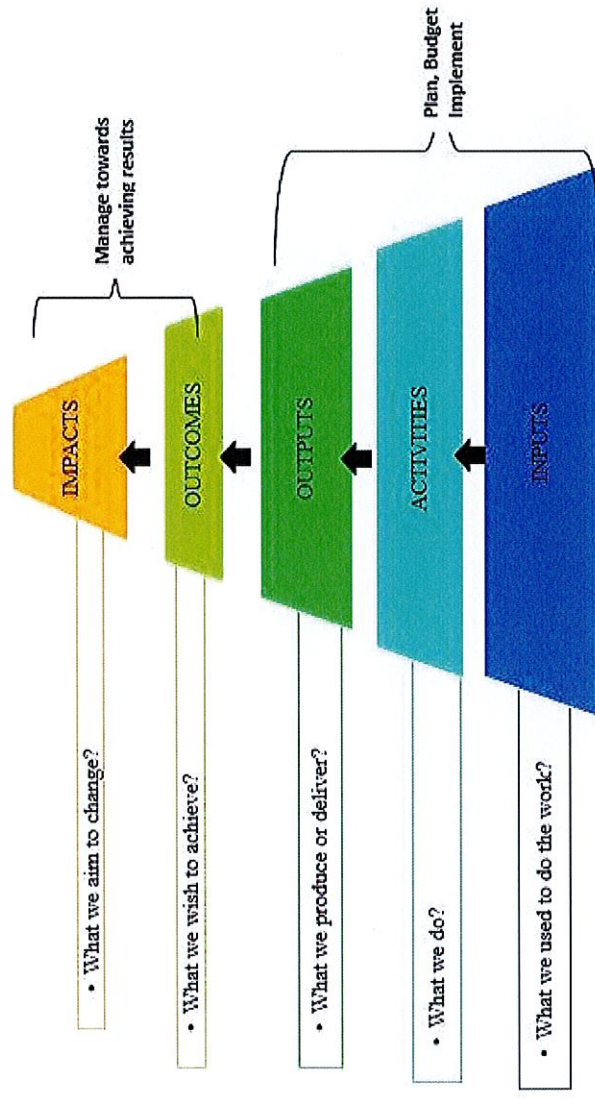 • What we aim to change?
IMPACTS
Manage towards
achieving results
• What we wish to achieve?
OUTCOMES
• What we produce or deliver?
OUTPUTS
Plan, Budget
Implement
• What we do?
ACTIVITIES
• What we used to do the work?
INPUTS